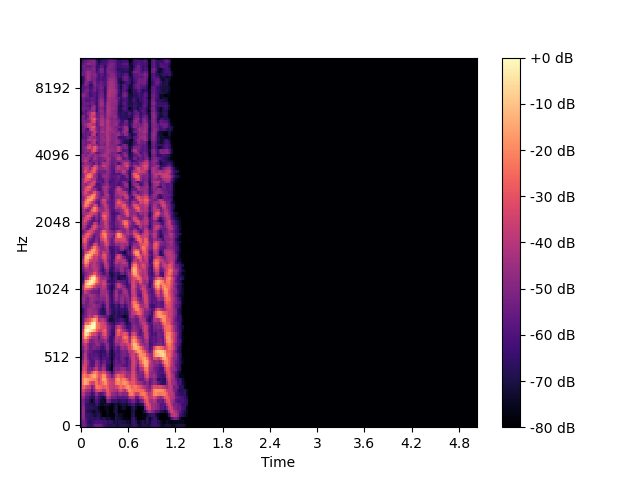 8192
4096
2048
1024
512
0
Hz
0 0.6 1.2 1.8 2.4 3 3.6 4.2 4.8
Time
+0 dB
-10 dB
-20 dB
-30 dB
-40 dB
-50 dB
-60 dB
-70 dB
-80 dB